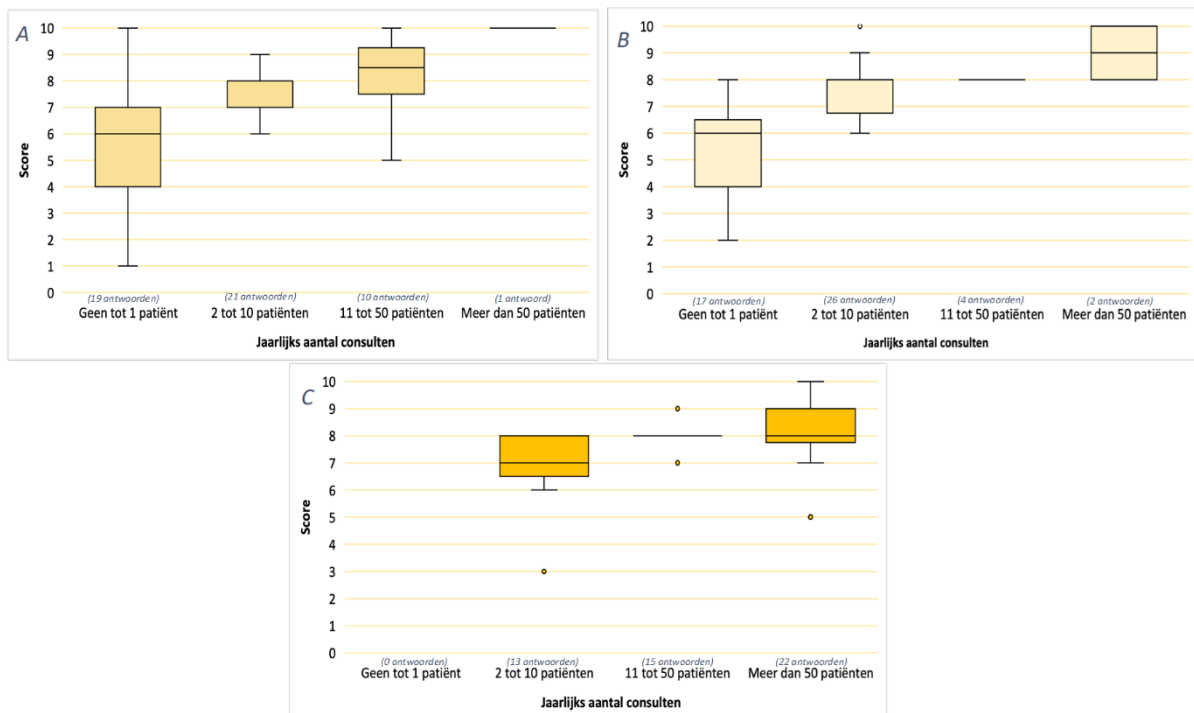 A
10
9
8
7
6
5
4
3
2
1
0
Score
(19 antwoorden) (21 antwoorden) (10 antwoorden) (1 antwoord)
Geen tot 1 patiënt 2 tot 10 patiënten 11 tot 50 patiënten Meer dan 50 patiënten
Jaarlijks aantal consulten
B
10
9
8
7
6
5
4
3
2
1
0
Score
(17 antwoorden) (26 antwoorden) (4 antwoorden) (2 antwoorden)
Geen tot 1 patiënt 2 tot 10 patiënten 11 tot 50 patiënten Meer dan 50 patiënten
Jaarlijks aantal consulten
C
10
9
8
7
6
5
4
3
2
1
0
Score
(0 antwoorden) (13 antwoorden) (15 antwoorden) (22 antwoorden)
Geen tot 1 patiënt 2 tot 10 patiënten 11 tot 50 patiënten Meer dan 50 patiënten
Jaarlijks aantal consulten